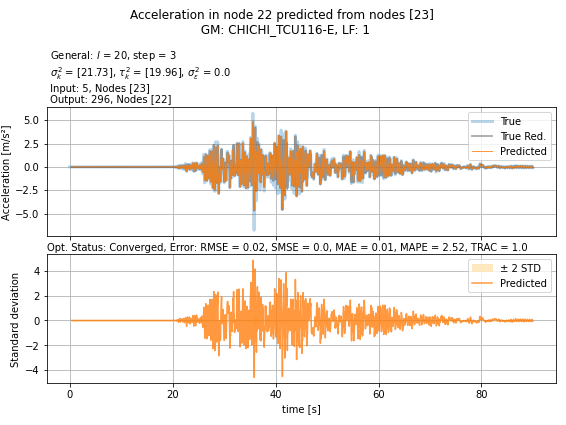 Acceleration in node 22 predicted from nodes [23]
GM: CHICHI_TCU116-E, LF: 1
General: l = 20, step = 3
σ²ₖ = [21.73], τ²ₖ = [19.96], σ²ε = 0.0
Input: 5, Nodes [23]
Output: 296, Nodes [22]
Acceleration [m/s²]
5.0
2.5
0.0
−2.5
−5.0
True
True Red.
Predicted
Opt. Status: Converged, Error: RMSE = 0.02, SMSE = 0.0, MAE = 0.01, MAPE = 2.52, TRAC = 1.0
Standard deviation
4
2
0
−2
−4
± 2 STD
Predicted
0 20 40 60 80
time [s]